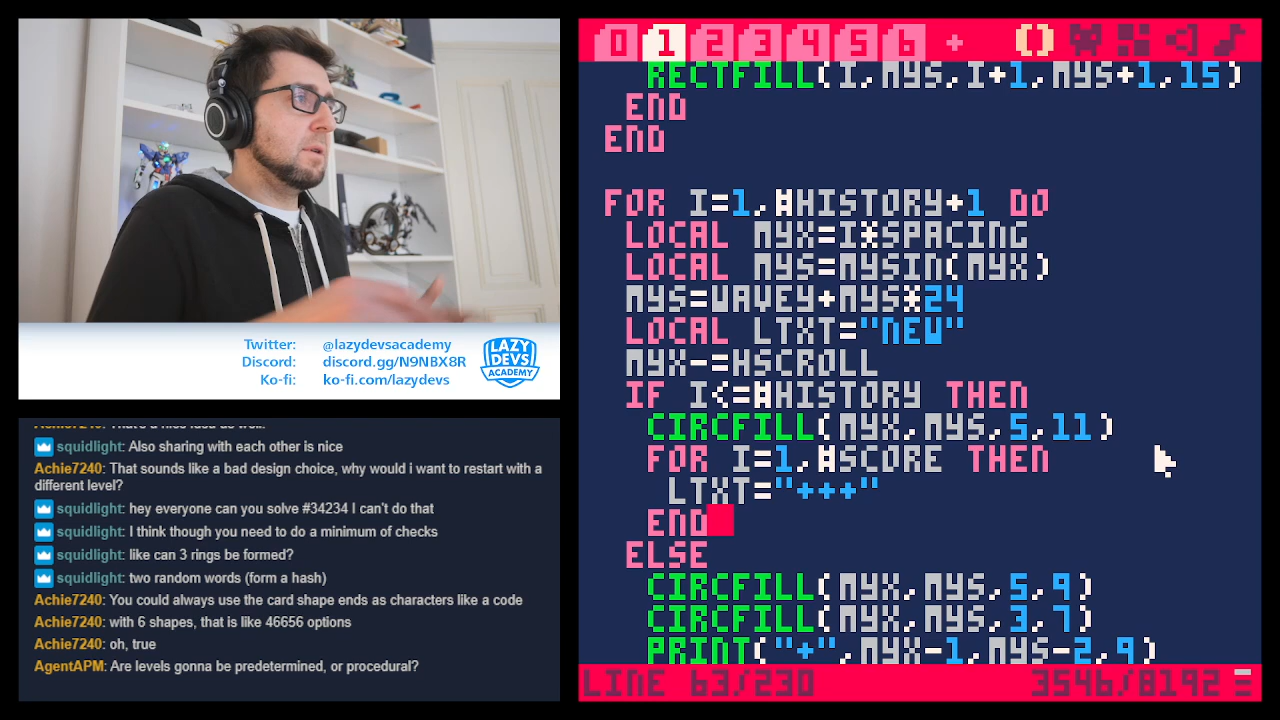 Twitter: @lazydevsacademy
Discord: discord.gg/N9NBX8R
Ko-fi: ko-fi.com/lazydevs
LAZY
DEVS
ACADEMY
squidlight: Also sharing with each other is nice
Achie7240: That sounds like a bad design choice, why would i want to restart with a
different level?
squidlight: hey everyone can you solve #34234 I can't do that
squidlight: I think though you need to do a minimum of checks
squidlight: like can 3 rings be formed?
squidlight: two random words (form a hash)
Achie7240: You could always use the card shape ends as characters like a code
Achie7240: with 6 shapes, that is like 46656 options
Achie7240: oh, true
AgentAPM: Are levels gonna be predetermined, or procedural?
0 1 2 3 4 5 6 + ()
RECTFILL(I,MYS,I+1,MYS+1,15)
END
END
FOR I=1,#HISTORY+1 DO
LOCAL MYX=I*SPACING
LOCAL MYS=MYSIN(MYX)
MYS=WAVEY+MYS*24
LOCAL LTXT="NEW"
MYX-=HSCROLL
IF I<=#HISTORY THEN
CIRCFILL(MYX,MYS,5,11)
FOR I=1,#SCORE THEN
LTXT="+++"
END
ELSE
CIRCFILL(MYX,MYS,5,9)
CIRCFILL(MYX,MYS,3,7)
PRINT("+",MYX-1,MYS-2,9)
LINE 63/230 3546/8192